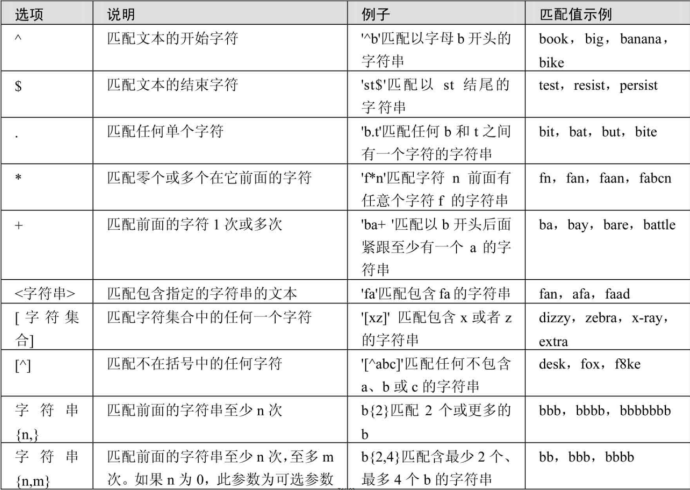 选项 说明 例子 匹配值示例
^ 匹配文本的开始字符 '^b'匹配以字母 b 开头的 book，big，banana，
字符串 bike
$ 匹配文本的结束字符 'st$'匹配以 st 结尾的 test，resist，persist
字符串
. 匹配任何单个字符 'b.t'匹配任何 b 和 t 之间 bit，bat，but，bite
有一个字符的字符串
* 匹配零个或多个在它前面的字符 'f*n'匹配字符 n 前面有 fn，fan，faan，fabcn
任意个字符 f 的字符串
+ 匹配前面的字符 1 次或多次 'ba+ '匹配以 b 开头后面 ba，bay，bare，battle
紧跟至少有一个 a 的字
符串
<字符串> 匹配包含指定的字符串的文本 'fa'匹配包含 fa 的字符串 fan，afa，faad
[字符集 匹配字符集合中的任何一个字符 '[xz]' 匹配包含 x 或者 z dizzy，zebra，x-ray，
合] 的字符串 extra
[^] 匹配不在括号中的任何字符 '[^abc]'匹配任何不包含 desk，fox，f8ke
a、b 或 c 的字符串
字符串 匹配前面的字符串至少 n 次 b{2}匹配 2 个或更多的 bbb，bbbb，bbbbbbb
{n,} b
字符串 匹配前面的字符串至少 n 次，至多 m b{2,4}匹配含最少 2 个、 bb，bbb，bbbb
{n,m} 次。如果 n 为 0，此参数为可选参数 最多 4 个 b 的字符串